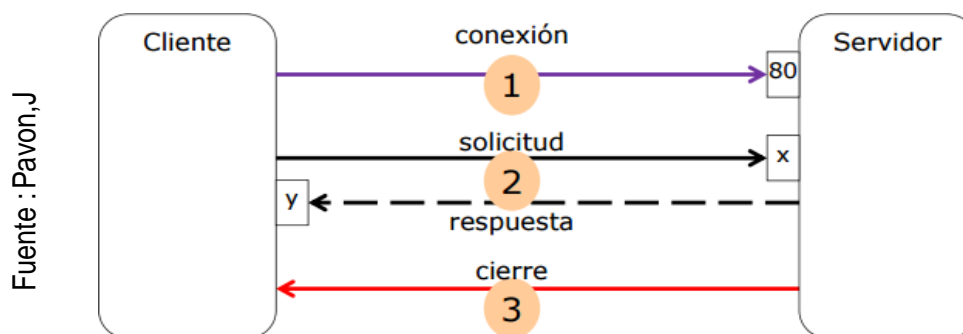 Fuente : Pavon,J
Cliente
conexión
Servidor
80
1
solicitud
x
2
y
respuesta
cierre
3